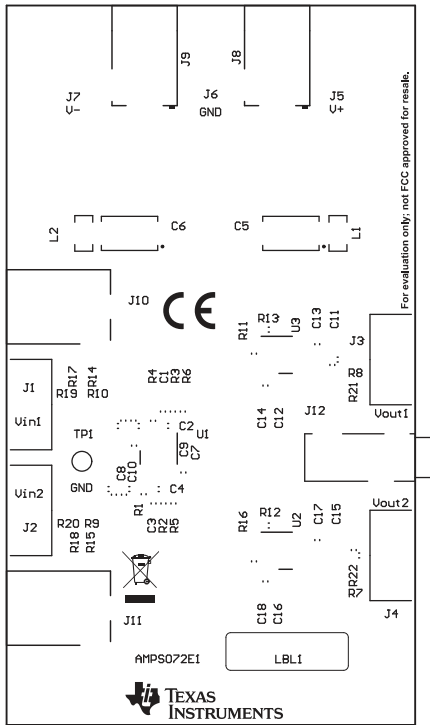 J9
J8
J7
V-
J6
GND
J5
V+
For evaluation only; not FCC approved for resale.
L2
C6
C5
L1
J10
CE
R11
R13
U3
C13
C11
J3
R8
R21
Vout1
J1
Vin1
R17
R19
R14
R10
R4
C1
R3
R6
C14
C12
J12
TP1
GND
C2
U1
C9
C7
C8
C10
C4
R1
C3
R2
R5
Vin2
J2
R20
R9
R18
R15
R16
R12
U2
C17
C15
Vout2
R22
R7
J4
C18
C16
J11
AMPS072E1
LBL1
TEXAS
INSTRUMENTS